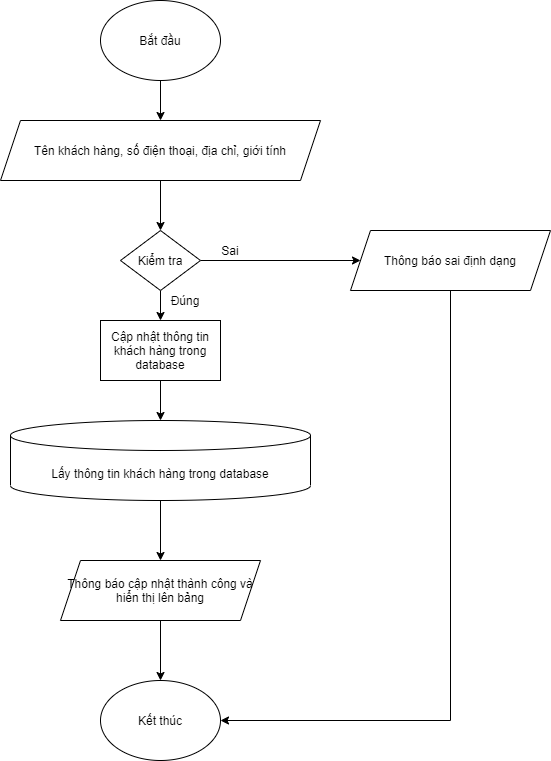 Bắt đầu
Tên khách hàng, số điện thoại, địa chỉ, giới tính
Kiểm tra
Sai
Thông báo sai định dạng
Đúng
Cập nhật thông tin
khách hàng trong
database
Lấy thông tin khách hàng trong database
Thông báo cập nhật thành công và
hiển thị lên bảng
Kết thúc